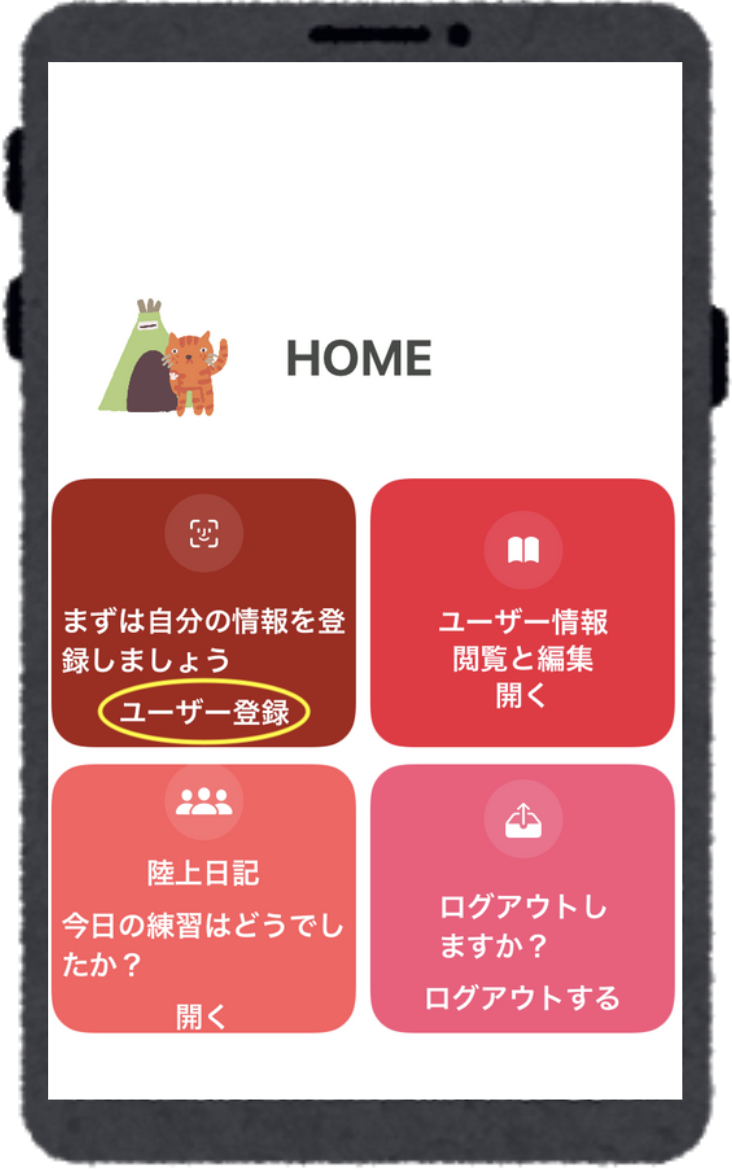 HOME
まずは自分の情報を登
録しましょう
ユーザー登録
ユーザー情報
閲覧と編集
開く
陸上日記
今日の練習はどうでし
たか？
開く
ログアウトし
ますか？
ログアウトする